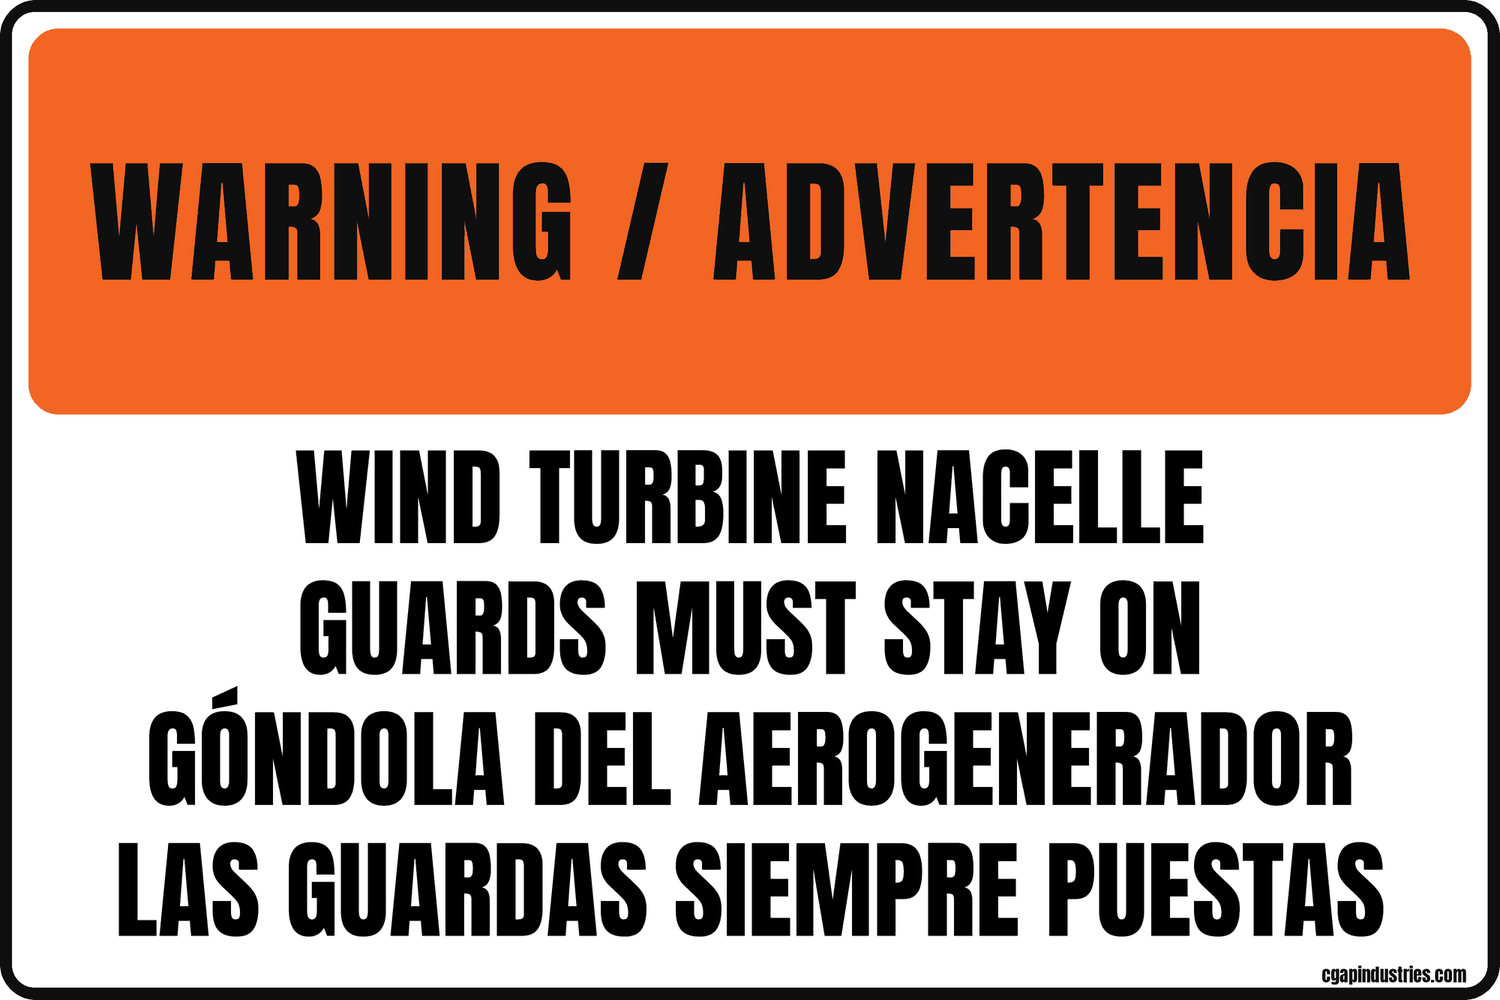 WARNING / ADVERTENCIA
WIND TURBINE NACELLE
GUARDS MUST STAY ON
GÓNDOLA DEL AEROGENERADOR
LAS GUARDAS SIEMPRE PUESTAS
cgapindustries.com